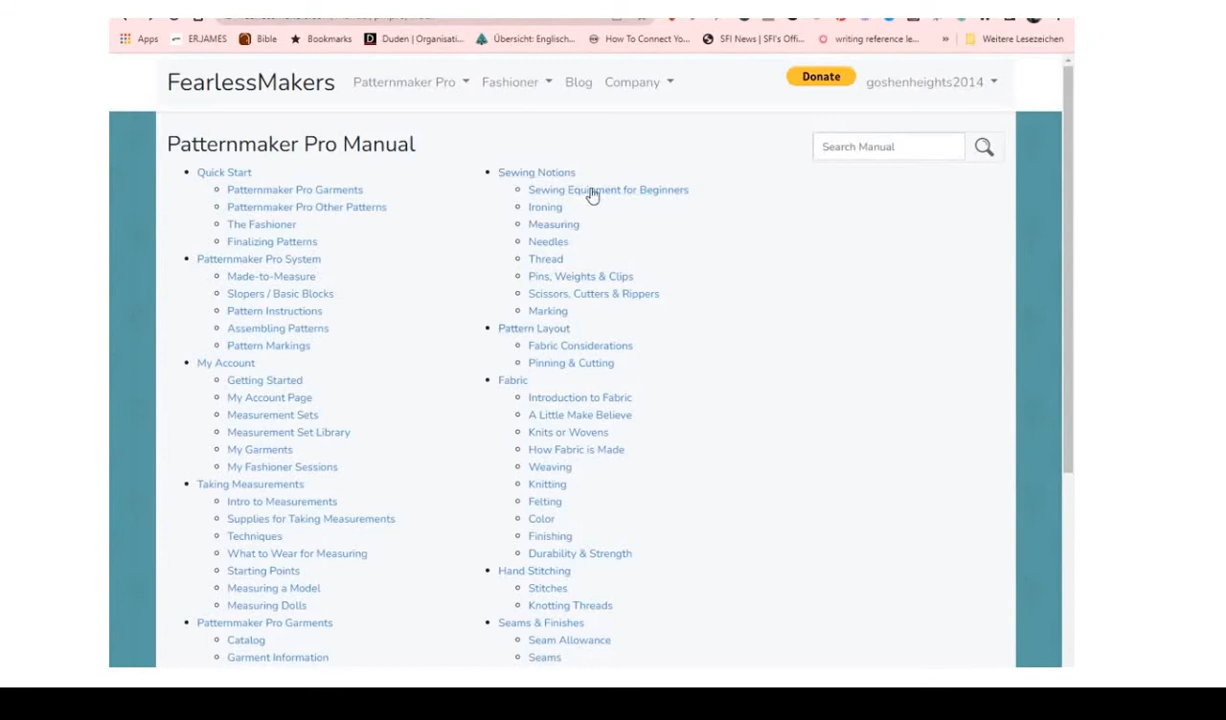 Apps
ERJAMES
Bible
Bookmarks
Duden | Organisati...
Übersicht: Englisch...
How To Connect Yo...
SFI News | SFI's Offi...
writing reference le...
»
Weitere Lesezeichen
FearlessMakers
Patternmaker Pro
Fashioner
Blog
Company
Donate
goshenheights2014
Patternmaker Pro Manual
Search Manual
Quick Start
Patternmaker Pro Garments
Patternmaker Pro Other Patterns
The Fashioner
Finalizing Patterns
Patternmaker Pro System
Made-to-Measure
Slopers / Basic Blocks
Pattern Instructions
Assembling Patterns
Pattern Markings
My Account
Getting Started
My Account Page
Measurement Sets
Measurement Set Library
My Garments
My Fashioner Sessions
Taking Measurements
Intro to Measurements
Supplies for Taking Measurements
Techniques
What to Wear for Measuring
Starting Points
Measuring a Model
Measuring Dolls
Patternmaker Pro Garments
Catalog
Garment Information
Sewing Notions
Sewing Equipment for Beginners
Ironing
Measuring
Needles
Thread
Pins, Weights & Clips
Scissors, Cutters & Rippers
Marking
Pattern Layout
Fabric Considerations
Pinning & Cutting
Fabric
Introduction to Fabric
A Little Make Believe
Knits or Wovens
How Fabric is Made
Weaving
Knitting
Felting
Color
Finishing
Durability & Strength
Hand Stitching
Stitches
Knotting Threads
Seams & Finishes
Seam Allowance
Seams